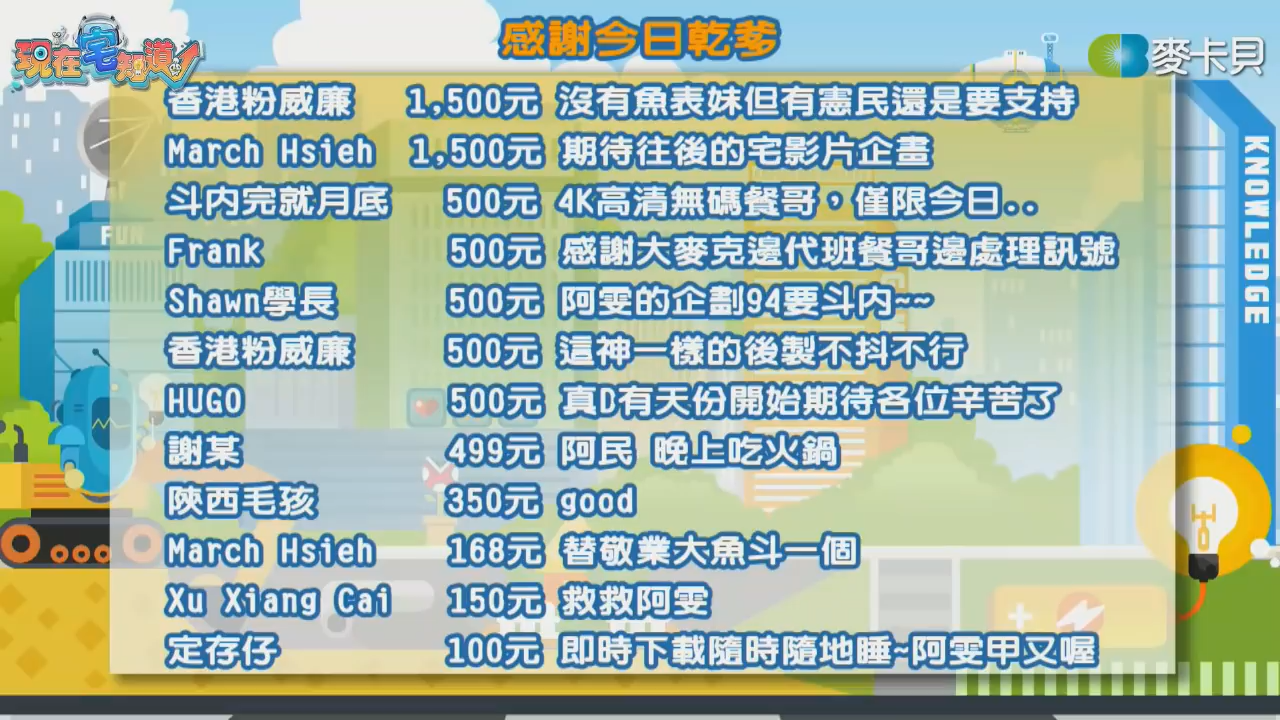 感謝今日乾爹
現在宅知道
麥卡貝
香港粉威廉 1,500元 沒有魚表妹但有憲民還是要支持
March Hsieh 1,500元 期待往後的宅影片企畫
斗内完就月底 500元 4K高清無碼餐哥,僅限今日..
Frank 500元 感謝大麥克邊代班餐哥邊處理訊號
Shawn學長 500元 阿雯的企劃94要斗内~~
香港粉威廉 500元 這神一樣的後製不抖不行
HUGO 500元 真D有天份開始期待各位辛苦了
謝某 499元 阿民 晚上吃火鍋
陝西毛孩 350元 good
March Hsieh 168元 替敬業大魚斗一個
Xu Xiang Cai 150元 救救阿雯
定存仔 100元 即時下載隨時隨地睡~阿雯甲又喔
KNOWLEDGE
FUN